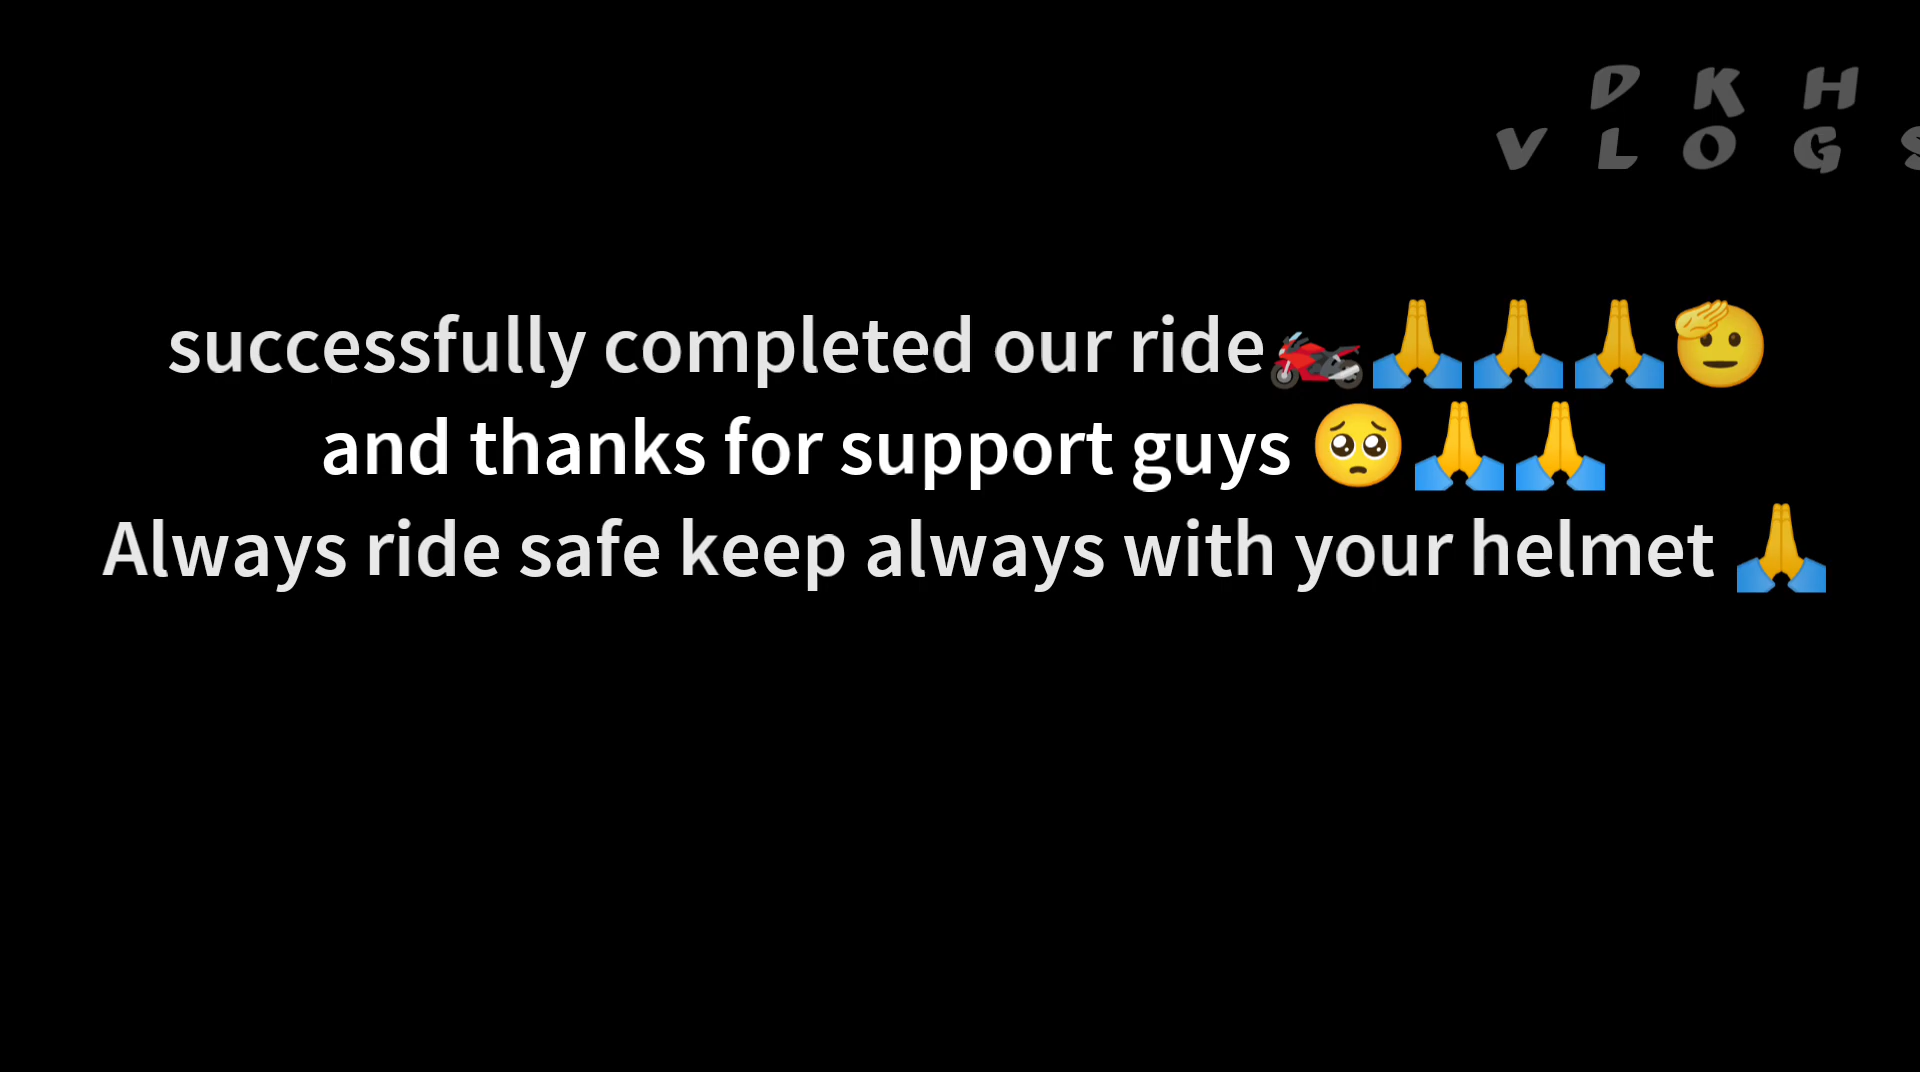 D K H
V L O G S
successfully completed our ride🏍️🙏🙏🙏🫡
and thanks for support guys 🥺🙏🙏
Always ride safe keep always with your helmet 🙏